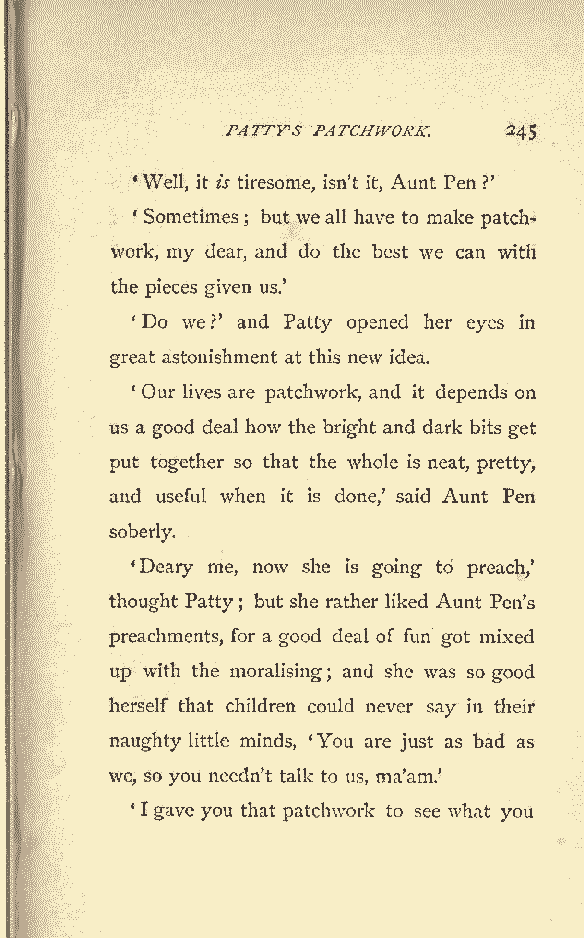 PATTY'S PATCHWORK. 245
‘Well, it is tiresome, isn't it, Aunt Pen?’
‘Sometimes; but we all have to make patch-
work, my dear, and do the best we can with
the pieces given us.’
‘Do we?’ and Patty opened her eyes in
great astonishment at this new idea.
‘Our lives are patchwork, and it depends on
us a good deal how the bright and dark bits get
put together so that the whole is neat, pretty,
and useful when it is done,’ said Aunt Pen
soberly.
‘Deary me, now she is going to preach,’
thought Patty; but she rather liked Aunt Pen's
preachments, for a good deal of fun got mixed
up with the moralising; and she was so good
herself that children could never say in their
naughty little minds, ‘You are just as bad as
we, so you needn't talk to us, ma'am.’
‘I gave you that patchwork to see what you